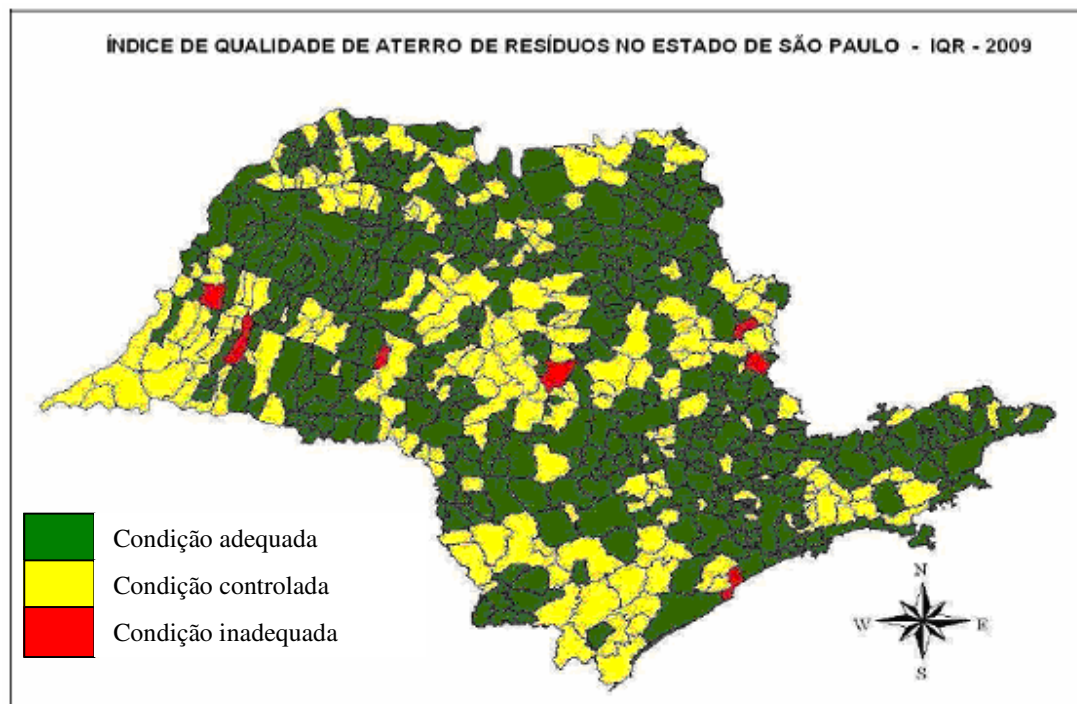 ÍNDICE DE QUALIDADE DE ATERRO DE RESÍDUOS NO ESTADO DE SÃO PAULO - IQR - 2009
Condição adequada
Condição controlada
Condição inadequada
N
W E
S